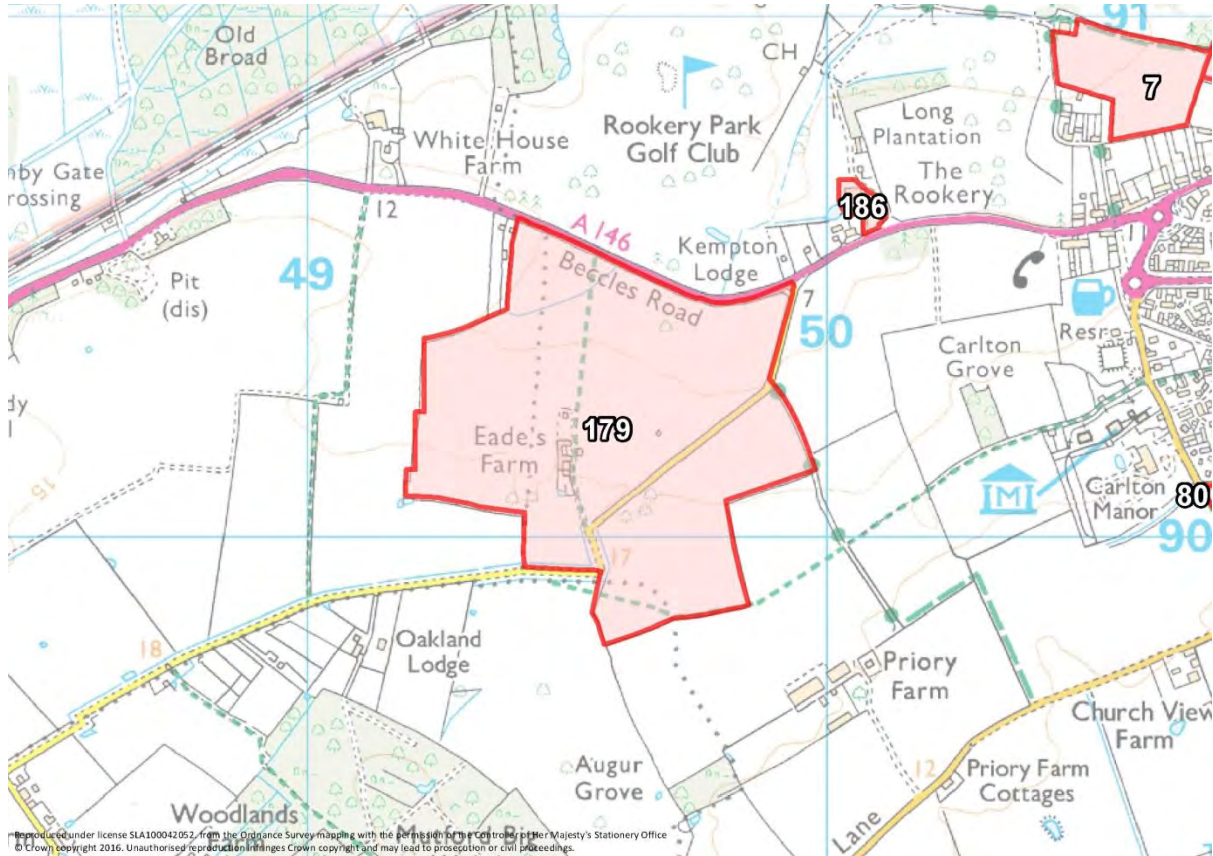 91
Old
Broad
CH
7
Long
Plantation
White House
Farm
Rookery Park
Golf Club
The
Rookery
nby Gate
rossing
12
186
A 146
Kempton
Lodge
49
Beccles Road
Pit
(dis)
7
50
Resr
Carlton
Grove
dy
179
Eade's
Farm
M
Carlton
Manor
80
15
90
17
Oakland
Lodge
18
Priory
Farm
Church View
Farm
Augur
Grove
12
Priory Farm
Cottages
Woodlands
Farm
Lane
Reproduced under license SLA100042052, from the Ordnance Survey mapping with the permission of the Controller of Her Majesty's Stationery Office
© Crown copyright 2016. Unauthorised reproduction infringes Crown copyright and may lead to prosecution or civil proceedings.